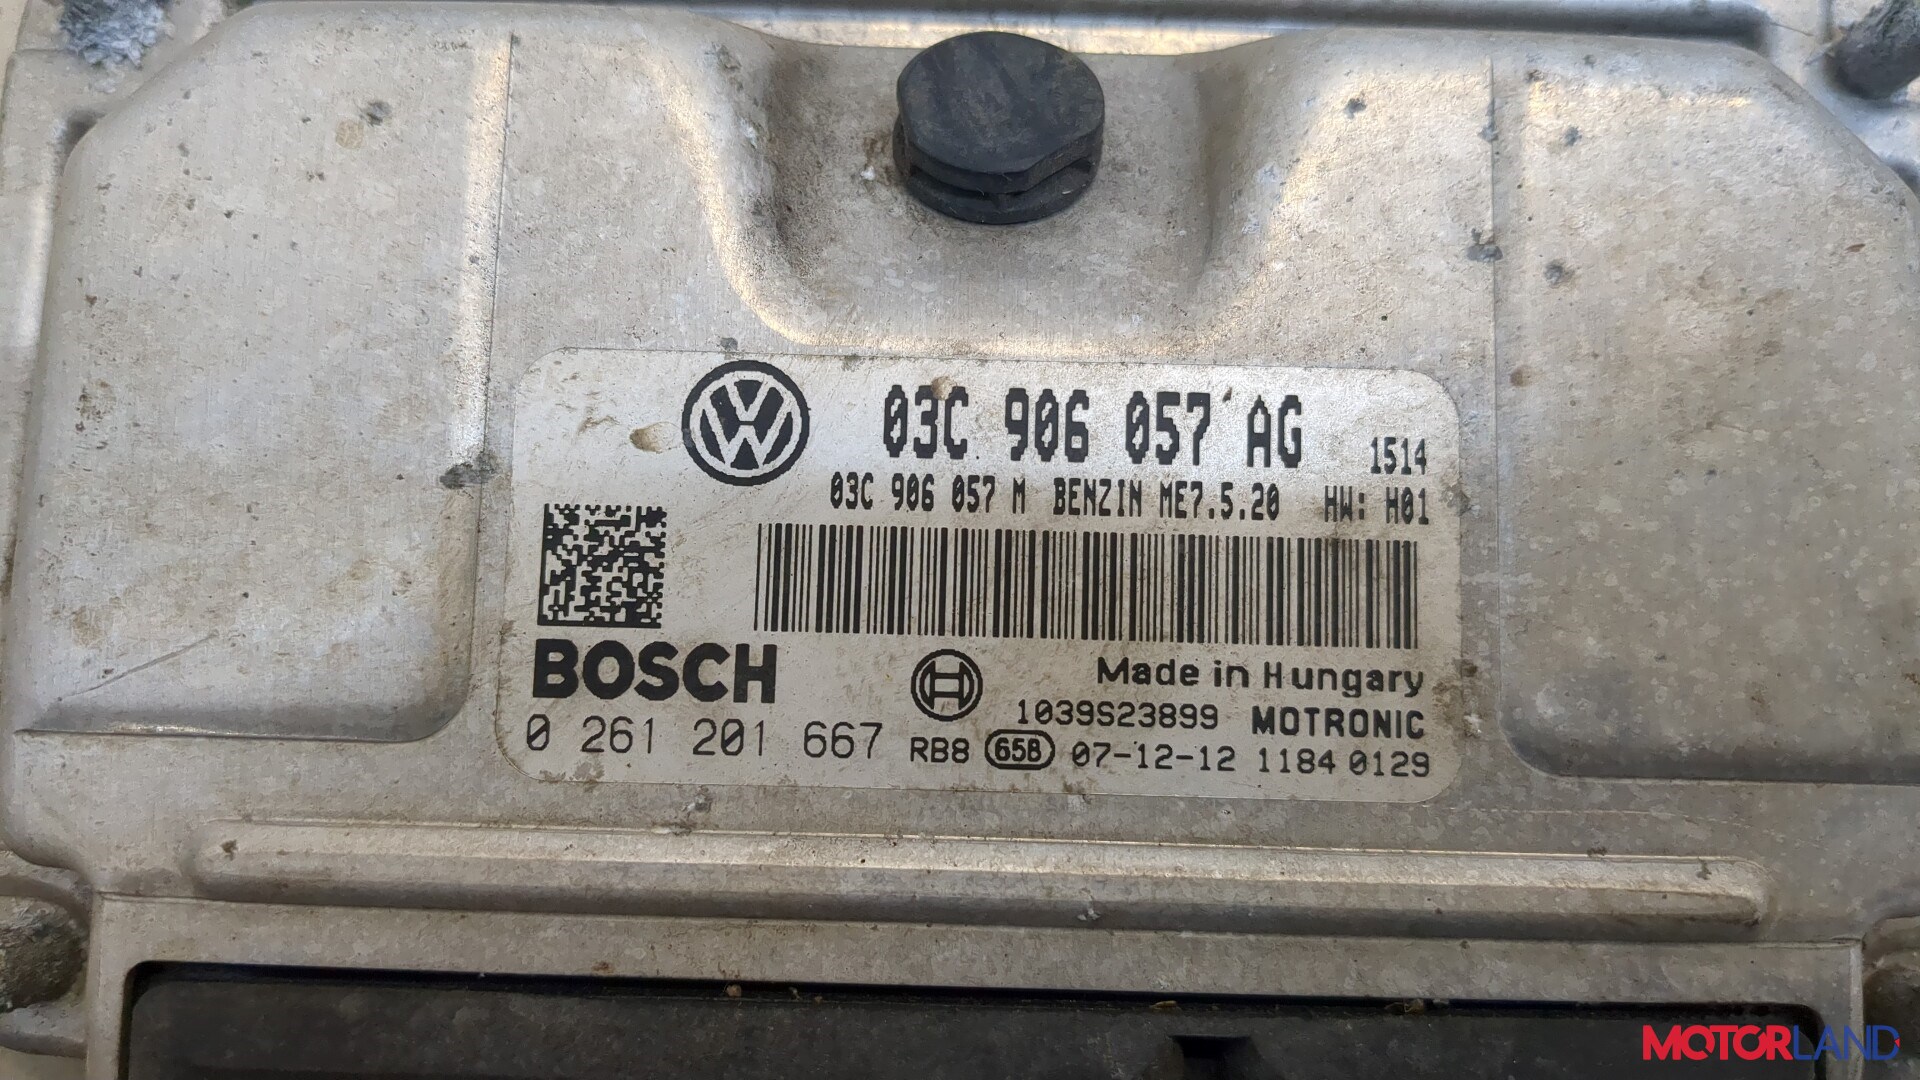 03C 906 057 AG 1514
03C 906 057 M BENZIN ME7.5.20 HW: H01
BOSCH
Made in Hungary
1039S23899 MOTRONIC
0 261 201 667 RB8 65B 07-12-12 1184 0129
MOTORLAND